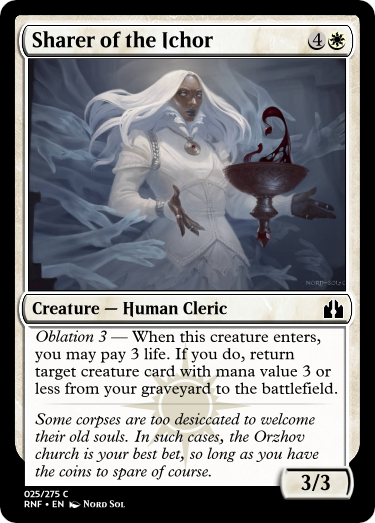 Sharer of the Ichor 4
NORD-SOL©
Creature — Human Cleric
Oblation 3 — When this creature enters,
you may pay 3 life. If you do, return
target creature card with mana value 3 or
less from your graveyard to the battlefield.
Some corpses are too desiccated to welcome
their old souls. In such cases, the Orzhov
church is your best bet, so long as you have
the coins to spare of course.
3/3
025/275 C
RNF • EN Nord Sol